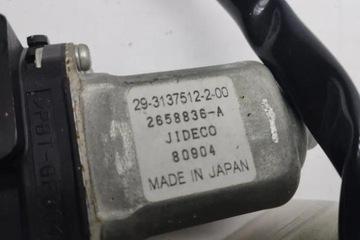 29-3137512-2-00
2658836-A
JIDECO
80904
MADE IN JAPAN